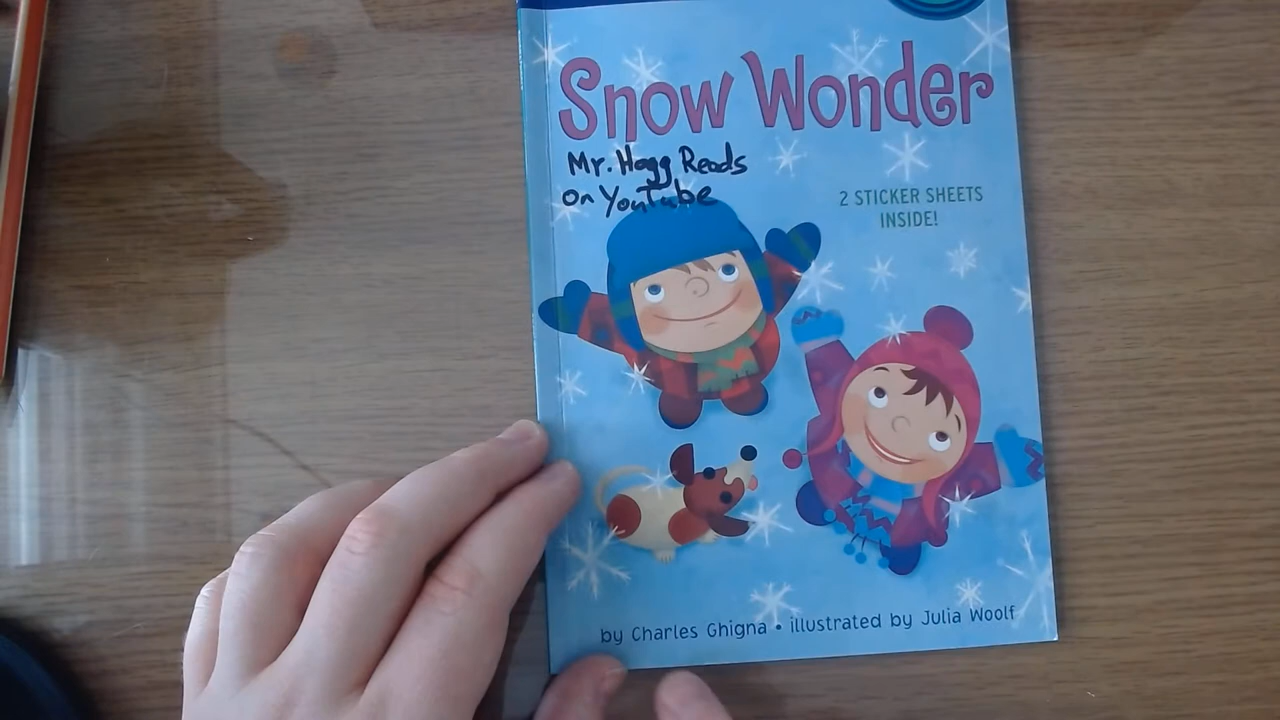 Snow Wonder
Mr. Hogg Reads
on YouTube
2 STICKER SHEETS
INSIDE!
by Charles Ghigna • illustrated by Julia Woolf